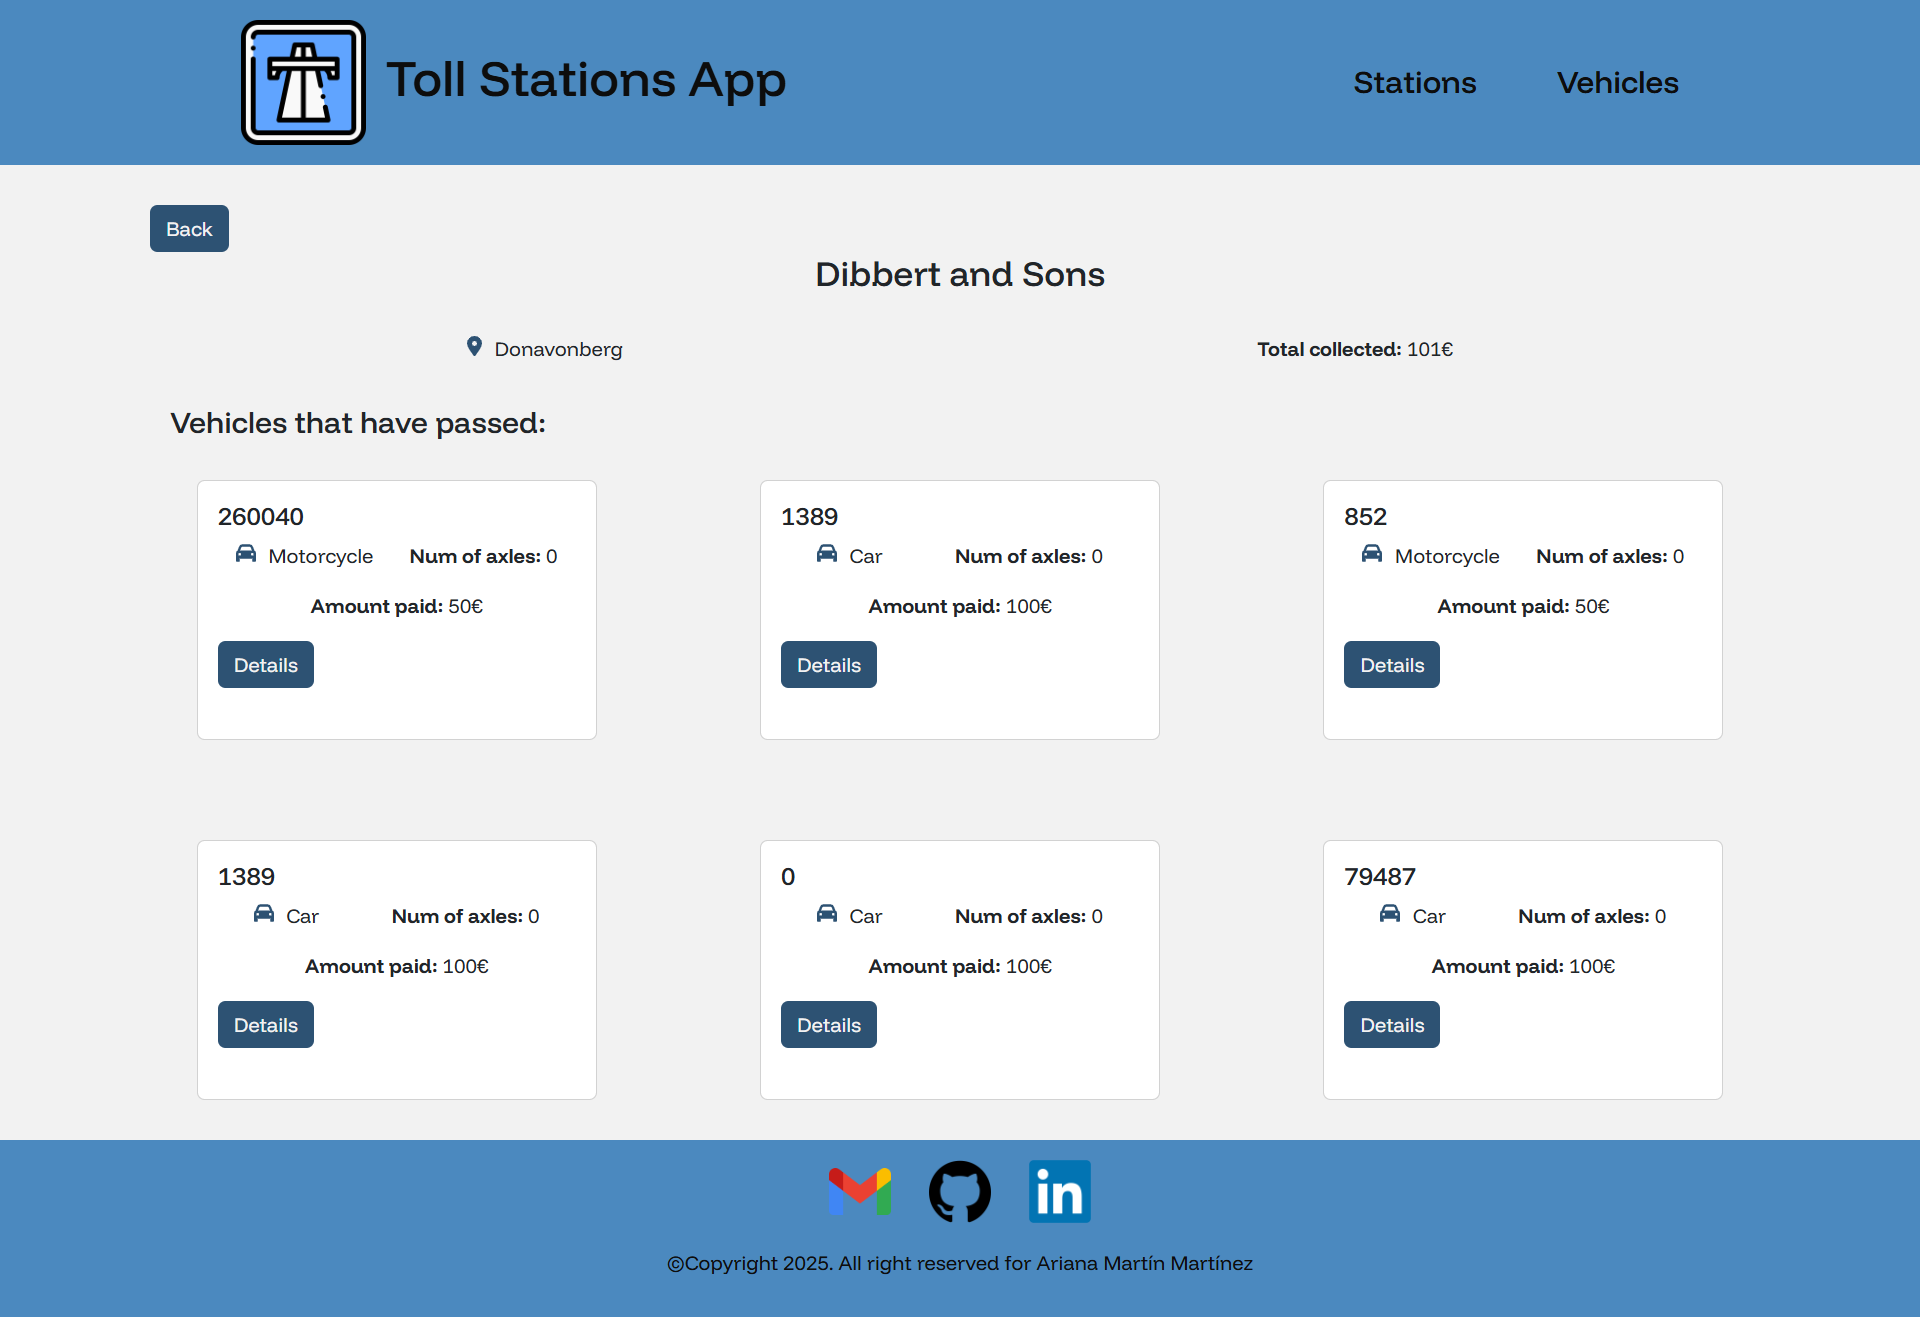 Toll Stations App
Stations
Vehicles
Back
Dibbert and Sons
Donavonberg
Total collected: 101€
Vehicles that have passed:
260040
Motorcycle
Num of axles: 0
Amount paid: 50€
Details
1389
Car
Num of axles: 0
Amount paid: 100€
Details
852
Motorcycle
Num of axles: 0
Amount paid: 50€
Details
1389
Car
Num of axles: 0
Amount paid: 100€
Details
0
Car
Num of axles: 0
Amount paid: 100€
Details
79487
Car
Num of axles: 0
Amount paid: 100€
Details
in
©Copyright 2025. All right reserved for Ariana Martín Martínez